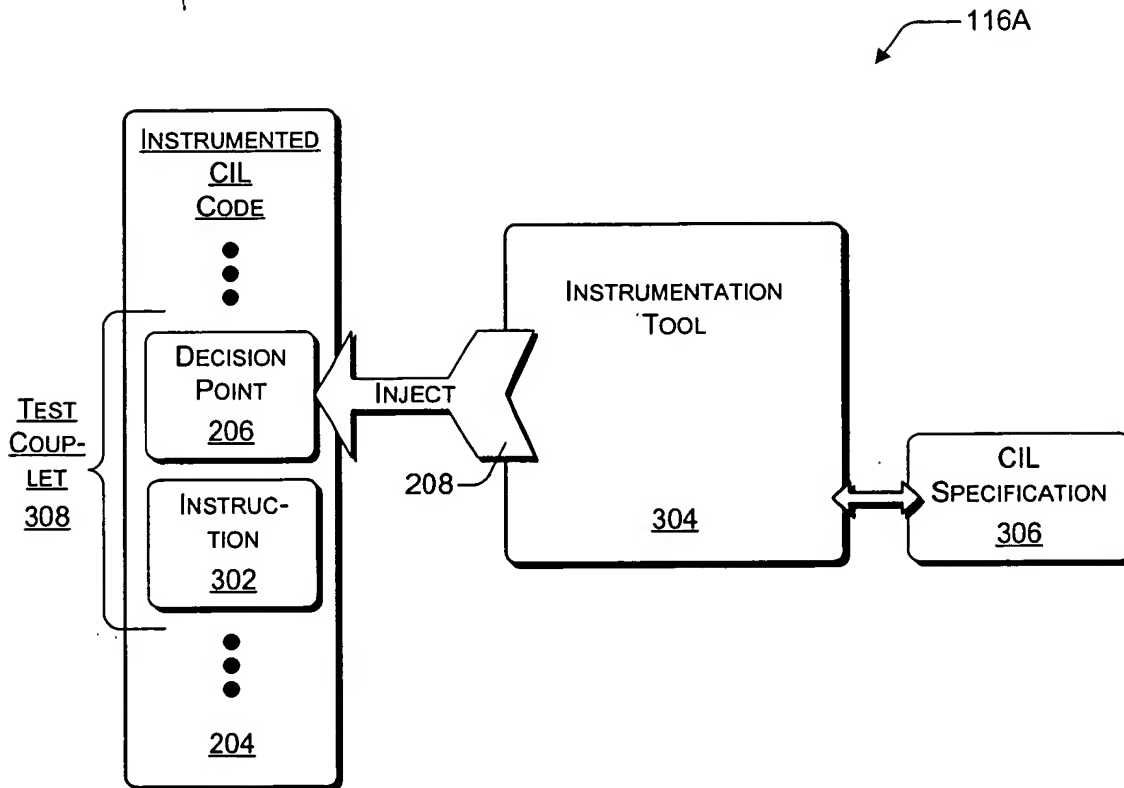 116A
INSTRUMENTED
CIL
CODE
DECISION
POINT
206
INSTRUC-
TION
302
204
TEST
COUP-
LET
308
INJECT
208
INSTRUMENTATION
TOOL
304
CIL
SPECIFICATION
306